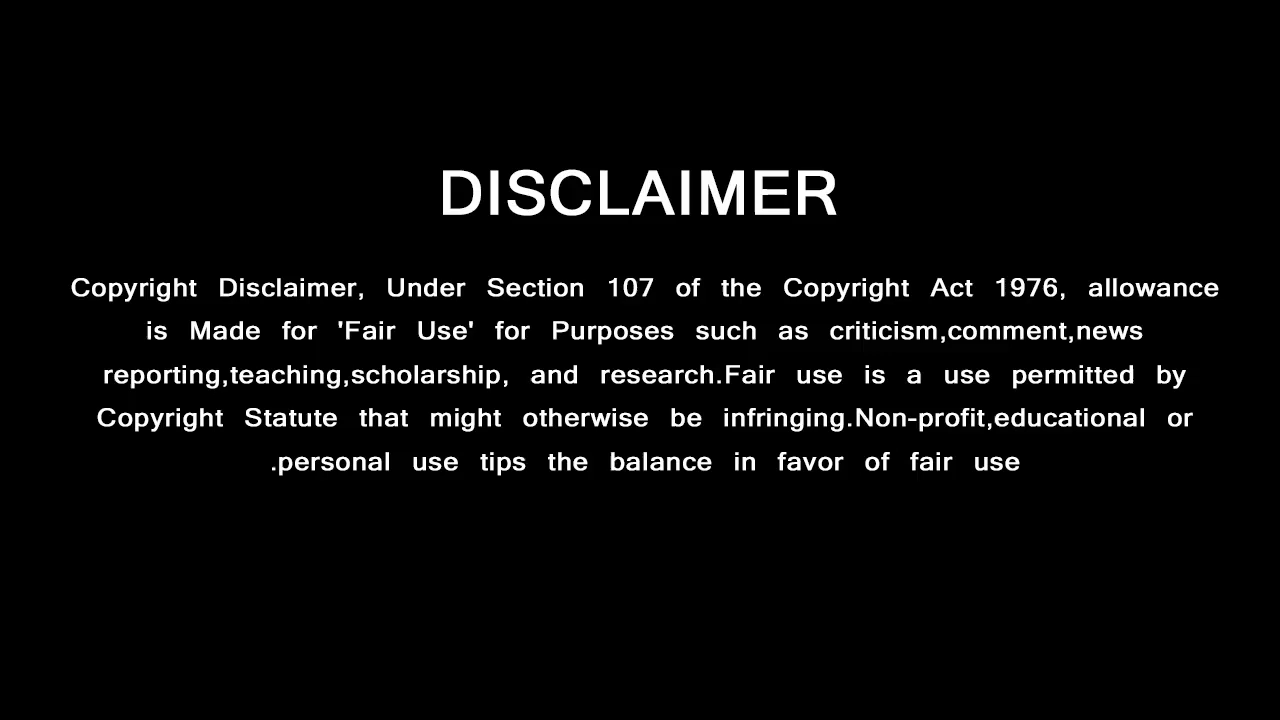 DISCLAIMER
Copyright Disclaimer, Under Section 107 of the Copyright Act 1976, allowance
is Made for 'Fair Use' for Purposes such as criticism,comment,news
reporting,teaching,scholarship, and research.Fair use is a use permitted by
Copyright Statute that might otherwise be infringing.Non-profit,educational or
.personal use tips the balance in favor of fair use